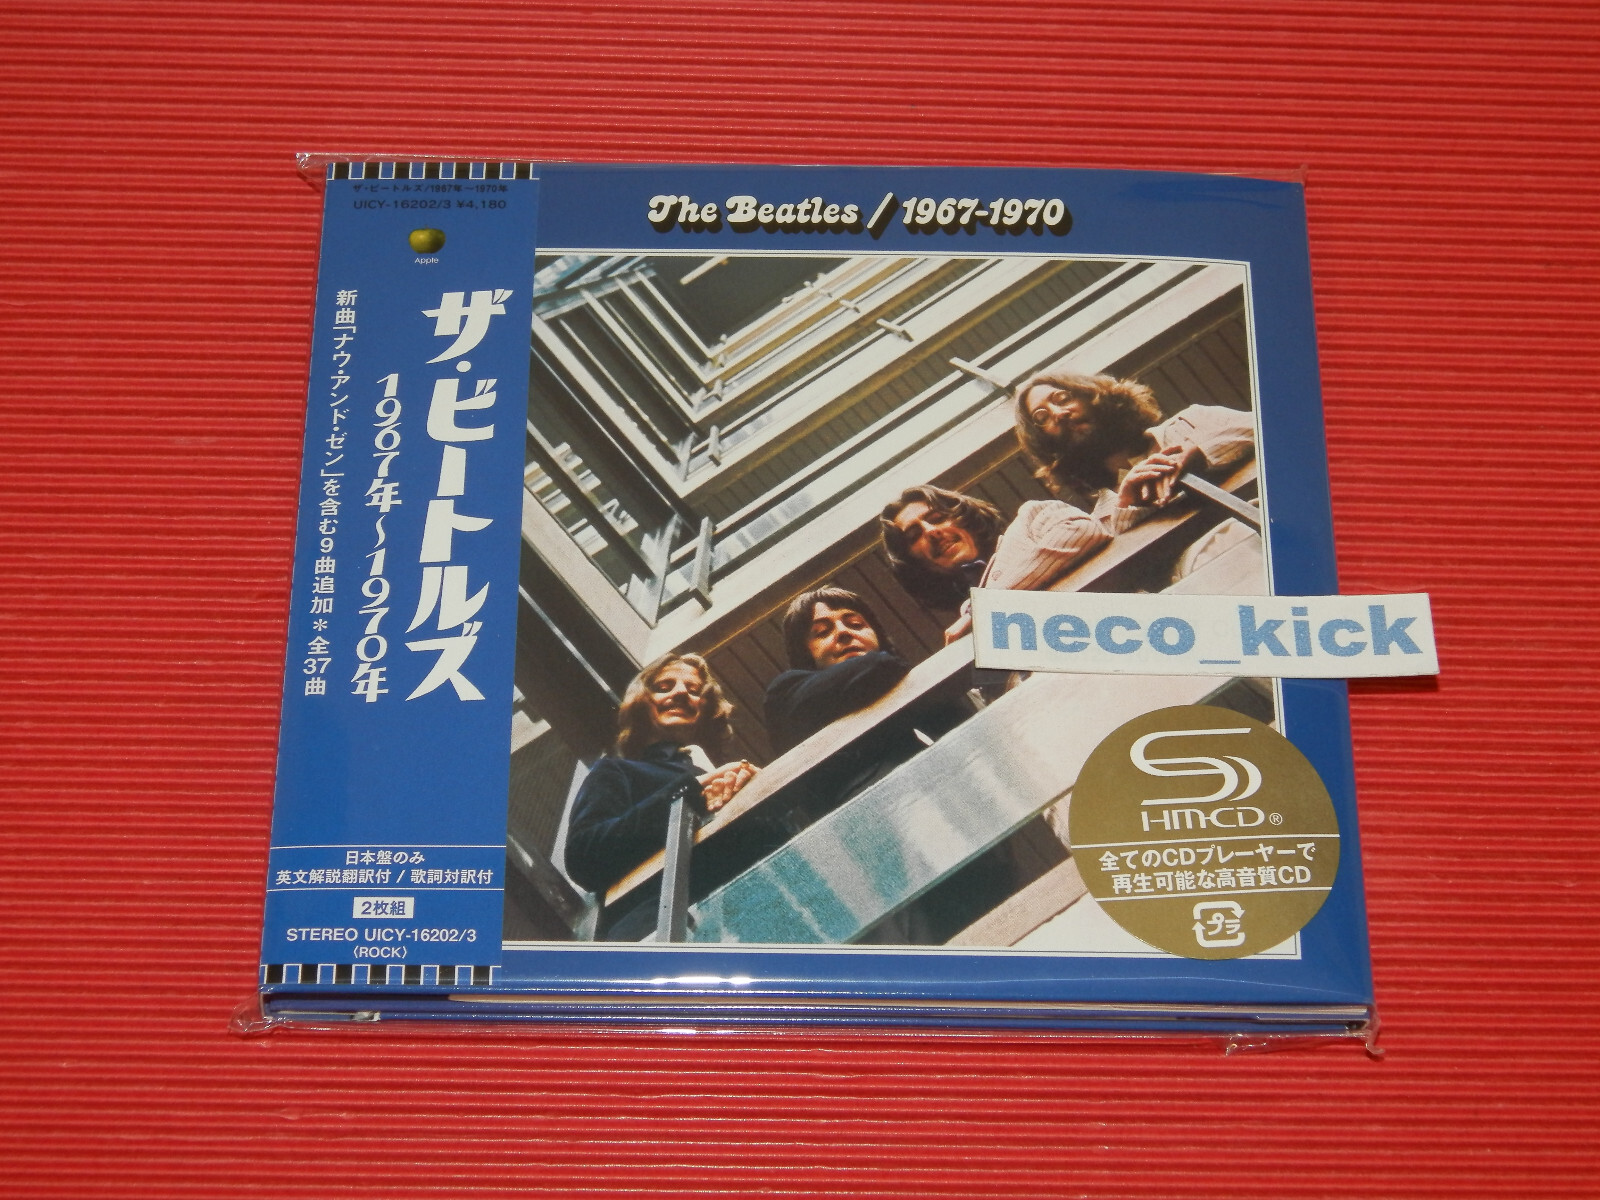 ザ・ビートルズ/1967年〜1970年
UICY-16202/3 ¥4,180
Apple
ザ・ビートルズ
1967年〜1970年
新曲「ナウ・アンド・ゼン」を含む9曲追加＊全37曲
日本盤のみ
英文解説翻訳付 / 歌詞対訳付
2枚組
STEREO UICY-16202/3
〈ROCK〉
The Beatles / 1967-1970
neco_kick
HM-CD®
全てのCDプレーヤーで
再生可能な高音質CD
プラ